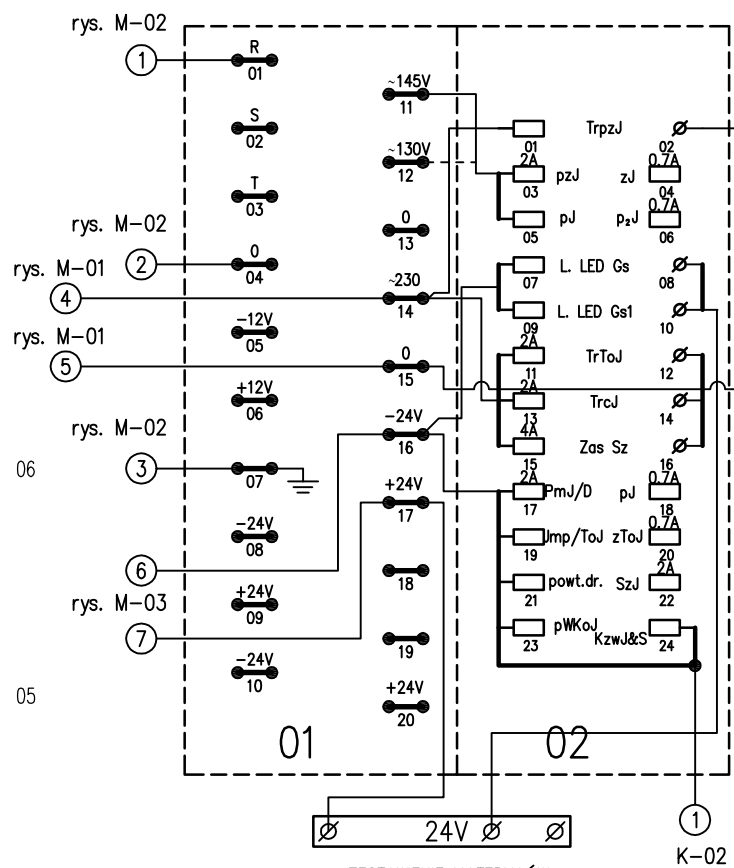 rys. M-02
1
R
01
~145V
11
S
02
01
TrpzJ
02
~130V
12
2A
03
pzJ
zJ
0.7A
04
T
03
rys. M-02
0
13
05
pJ
p₂J
0.7A
06
2
0
04
07
L. LED Gs
08
rys. M-01
4
~230
14
09
L. LED Gs1
10
-12V
05
rys. M-01
5
0
15
2A
11
TrToJ
12
+12V
06
2A
13
TrcJ
14
-24V
16
4A
15
Zas Sz
16
rys. M-02
06
3
07
2A
17
PmJ/D
pJ
0.7A
18
+24V
17
-24V
08
19
Jmp/ToJ
zToJ
0.7A
20
6
18
21
powt.dr.
SzJ
2A
22
rys. M-03
+24V
09
7
19
23
pWKoJ
KzwJ&S
24
05
-24V
10
+24V
20
01
02
24V
1
K-02